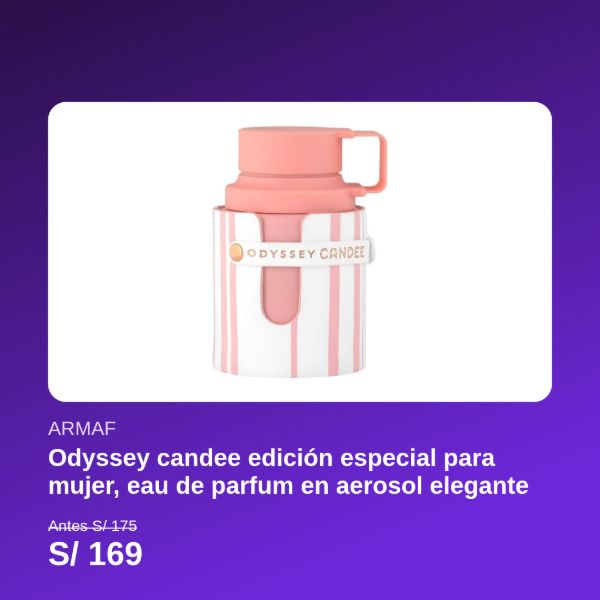 ODYSSEY CANDEE
ARMAF
Odyssey candee edición especial para
mujer, eau de parfum en aerosol elegante
Antes S/ 175
S/ 169